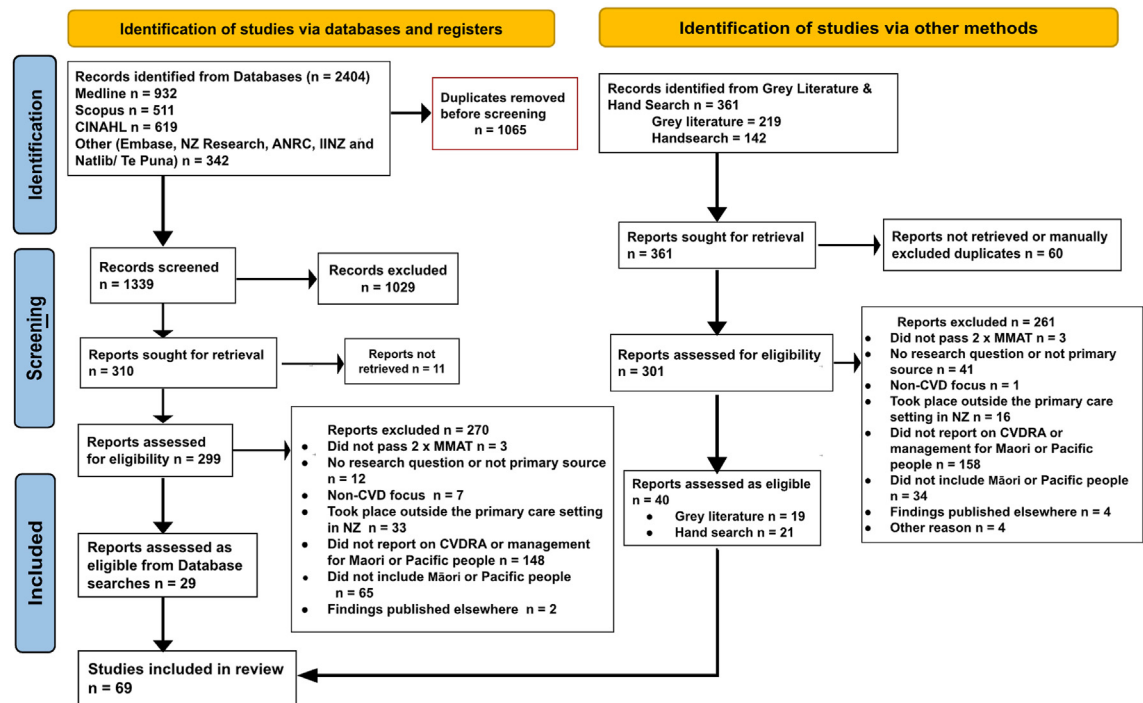 Identification of studies via databases and registers
Identification of studies via other methods
Identification
Records identified from Databases (n = 2404)
Medline = 932
Scopus = 511
CINAHL = 619
Other (Embase, NZ Research, ANRC, IINZ and
Natlib/ Te Puna) n = 342
Duplicates removed
before screening
n = 1065
Records identified from Grey Literature &
Hand Search n = 361
Grey literature = 219
Handsearch = 142
Screening
Records screened
n = 1339
Records excluded
n = 1029
Reports sought for retrieval
361
Reports not retrieved or manually
excluded duplicates = 60
Reports sought for retrieval
n = 310
Reports not
retrieved n = 11
Reports assessed for eligibility
n = 301
Reports excluded n = 261
• Did not pass 2 x MMAT n = 3
• No research question or not primary
source n = 41
• Non-CVD focus n = 1
• Took place outside the primary care
setting in NZ n = 16
• Did not report on CVDRA or
management for Maori or Pacific
people n = 158
• Did not include Māori or Pacific people
n = 34
• Findings published elsewhere n = 4
• Other reason n = 4
Reports assessed
for eligibility n = 299
Reports excluded n = 270
• Did not pass 2 x MMAT n = 3
• No research question or not primary source
n = 12
• Non-CVD focus n = 7
• Took place outside the primary care setting
in NZ n = 33
• Did not report on CVDRA or management
for Maori or Pacific people n = 148
• Did not include Māori or Pacific people
n = 65
• Findings published elsewhere n = 2
Included
Reports assessed as
eligible from Database
searches n = 29
Reports assessed as eligible
n = 40
• Grey literature n = 19
• Hand search n = 21
Studies included in review
n = 69